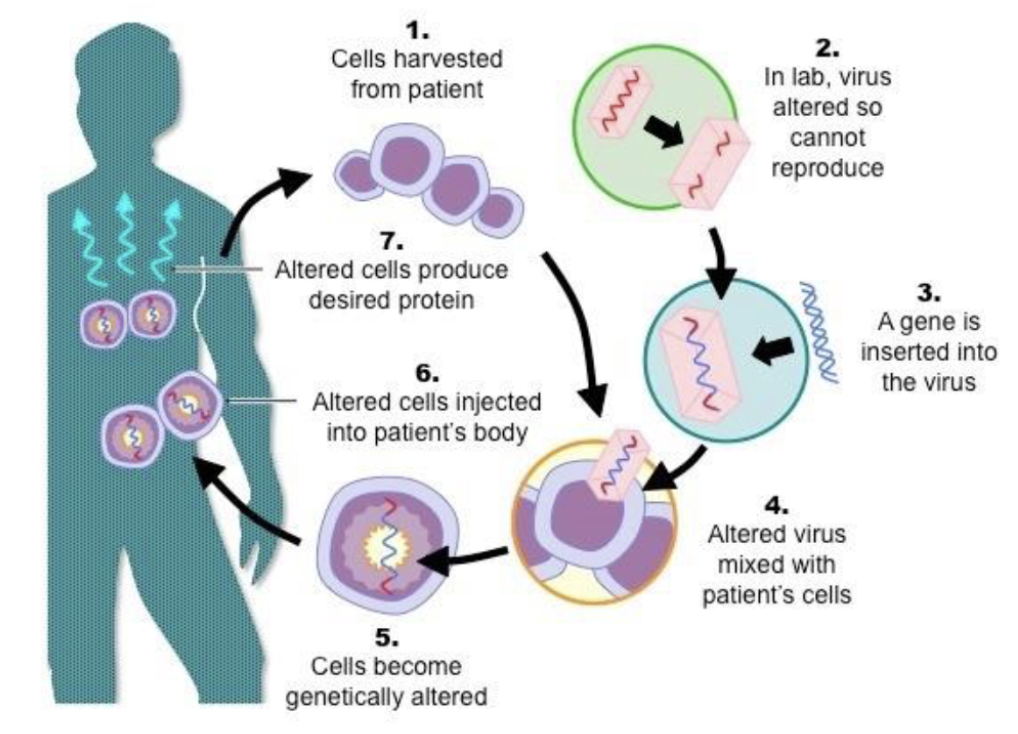 1.
Cells harvested
from patient
2.
In lab, virus
altered so
cannot
reproduce
3.
A gene is
inserted into
the virus
4.
Altered virus
mixed with
patient's cells
5.
Cells become
genetically altered
6.
Altered cells injected
into patient's body
7.
Altered cells produce
desired protein